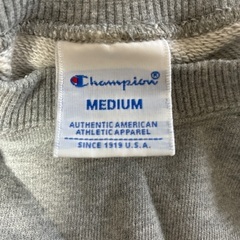 Champion®
MEDIUM
AUTHENTIC AMERICAN
ATHLETIC APPAREL
SINCE 1919 U.S.A.